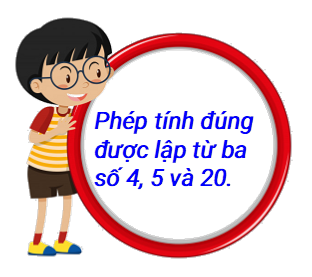 Phép tính đúng
được lập từ ba
số 4, 5 và 20.